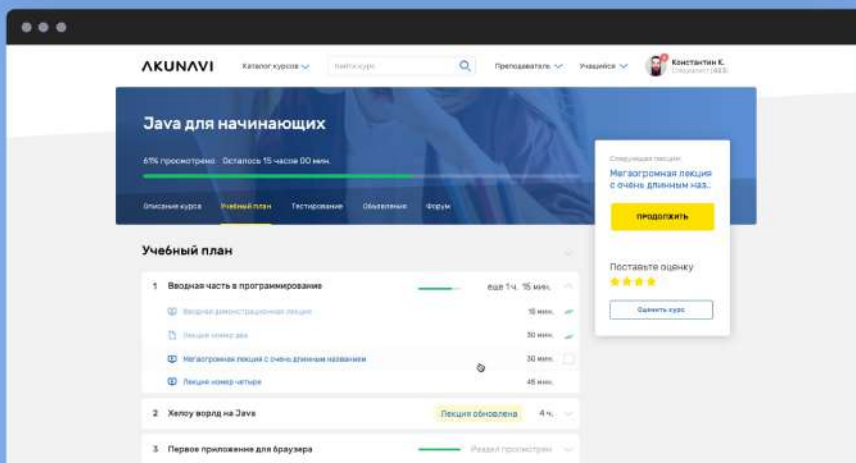 AKUNAVI
Каталог курсов
Найти курс
Преподаватель
Учащийся
Константин К.
Java для начинающих
61% просмотрено Осталось 15 часов 00 мин.
Описание курса
Учебный план
Тестирование
Объявления
Форум
Следующая лекция:
Мегаогромная лекция
с очень длинным наз..
ПРОДОЛЖИТЬ
Поставьте оценку
Оценить курс
Учебный план
1 Вводная часть в программирование еще 1 ч. 15 мин.
Вводная демонстрационная лекция 15 мин.
Лекция номер два 30 мин.
Мегаогромная лекция с очень длинным названием 30 мин.
Лекция номер четыре 45 мин.
2 Хелоу ворлд на Java Лекция обновлена 4 ч.
3 Первое приложение для браузера Раздел просмотрен